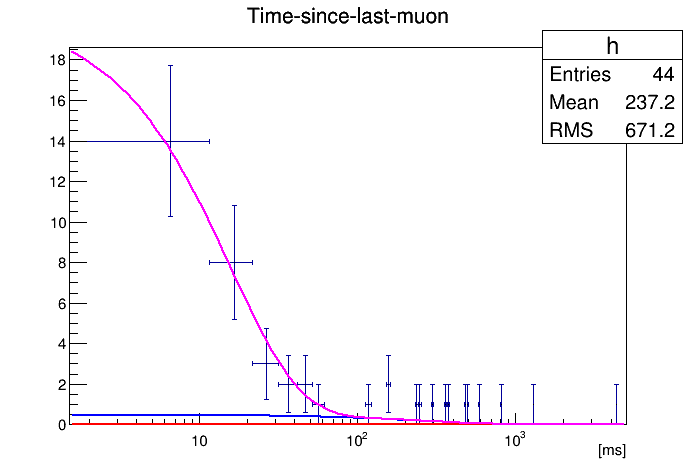 Time-since-last-muon
h
Entries 44
Mean 237.2
RMS 671.2
18
16
14
12
10
8
6
4
2
0
10 10² 10³
[ms]